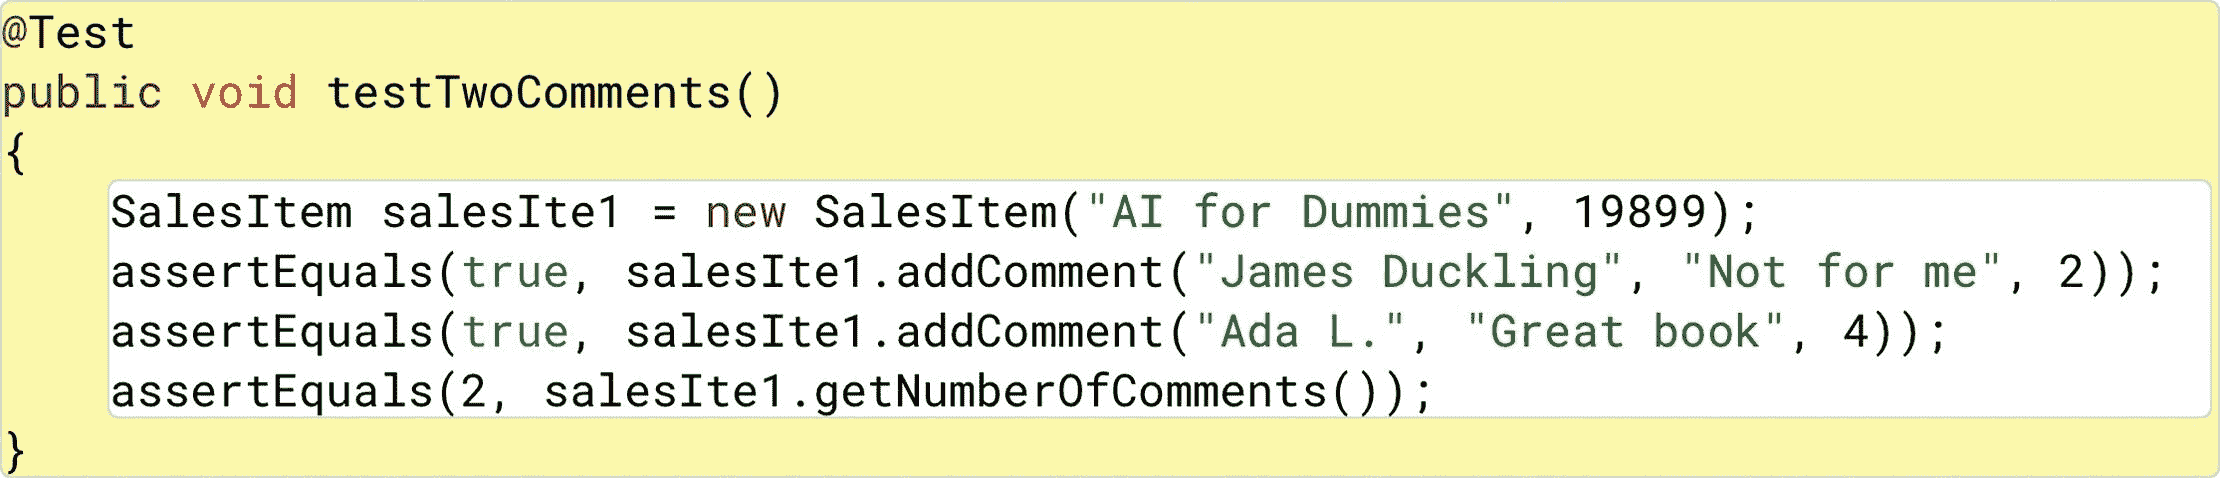 @Test
public void testTwoComments()
{
SalesItem salesIte1 = new SalesItem("AI for Dummies", 19899);
assertEquals(true, salesIte1.addComment("James Duckling", "Not for me", 2));
assertEquals(true, salesIte1.addComment("Ada L.", "Great book", 4));
assertEquals(2, salesIte1.getNumberOfComments());
}